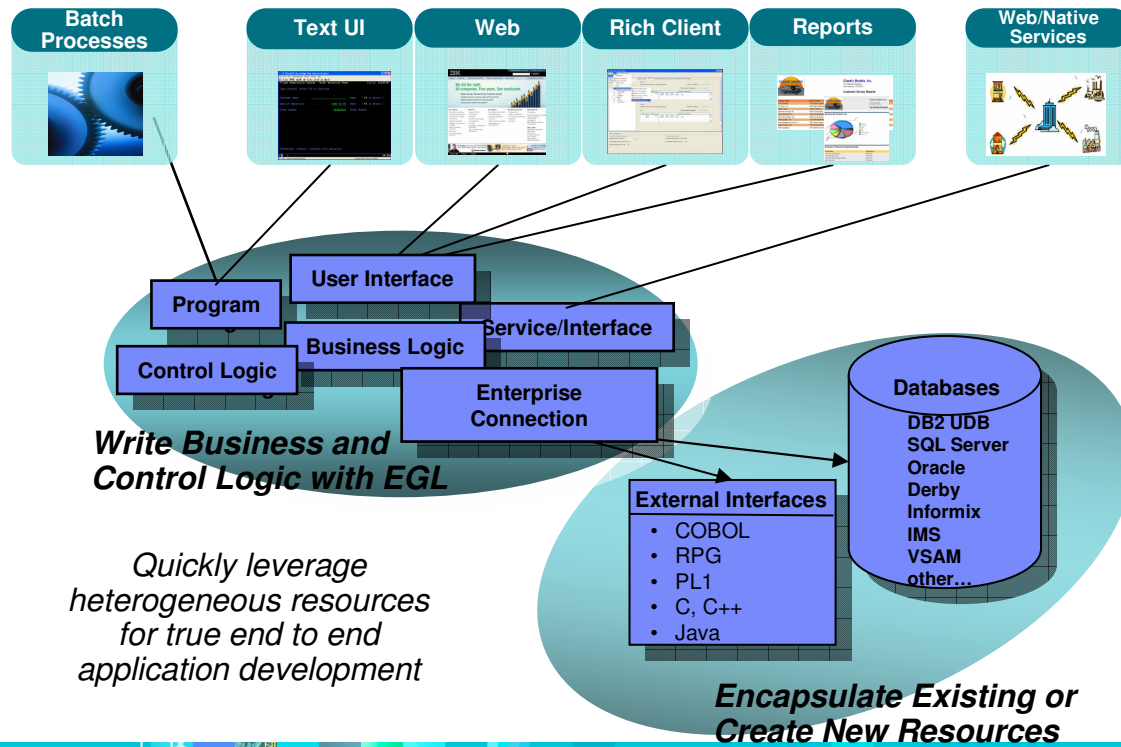 Batch
Processes
Text UI
Web
Rich Client
Reports
Web/Native
Services
IBM
User Interface
Program
Service/Interface
Business Logic
Control Logic
Enterprise
Connection
Write Business and
Control Logic with EGL
Databases
DB2 UDB
SQL Server
Oracle
Derby
Informix
IMS
VSAM
other…
External Interfaces
• COBOL
• RPG
• PL1
• C, C++
• Java
Quickly leverage
heterogeneous resources
for true end to end
application development
Encapsulate Existing or
Create New Resources